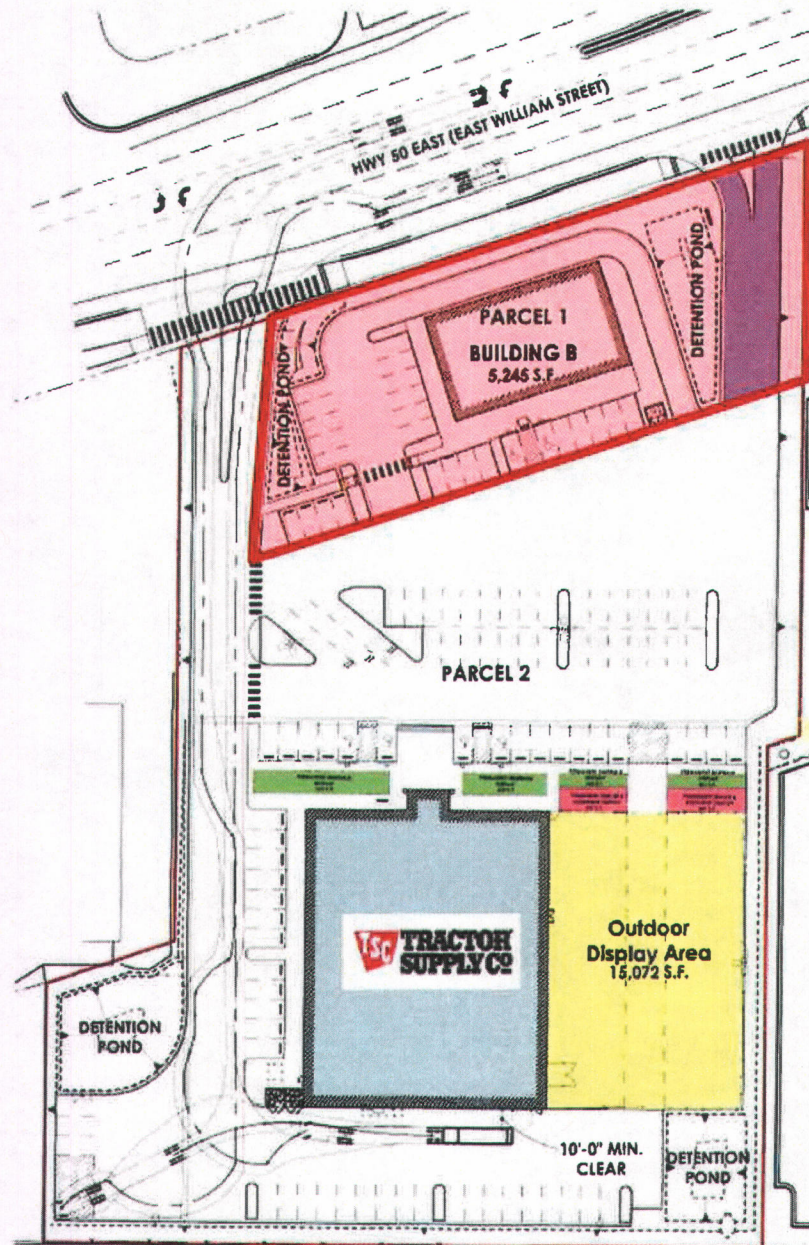 HWY 50 EAST (EAST WILLIAM STREET)
DETENTION POND
PARCEL 1
BUILDING B
5,245 S.F.
DETENTION POND
PARCEL 2
TSC TRACTOR
SUPPLY CO
Outdoor
Display Area
15,072 S.F.
DETENTION
POND
10'-0" MIN.
CLEAR
DETENTION
POND